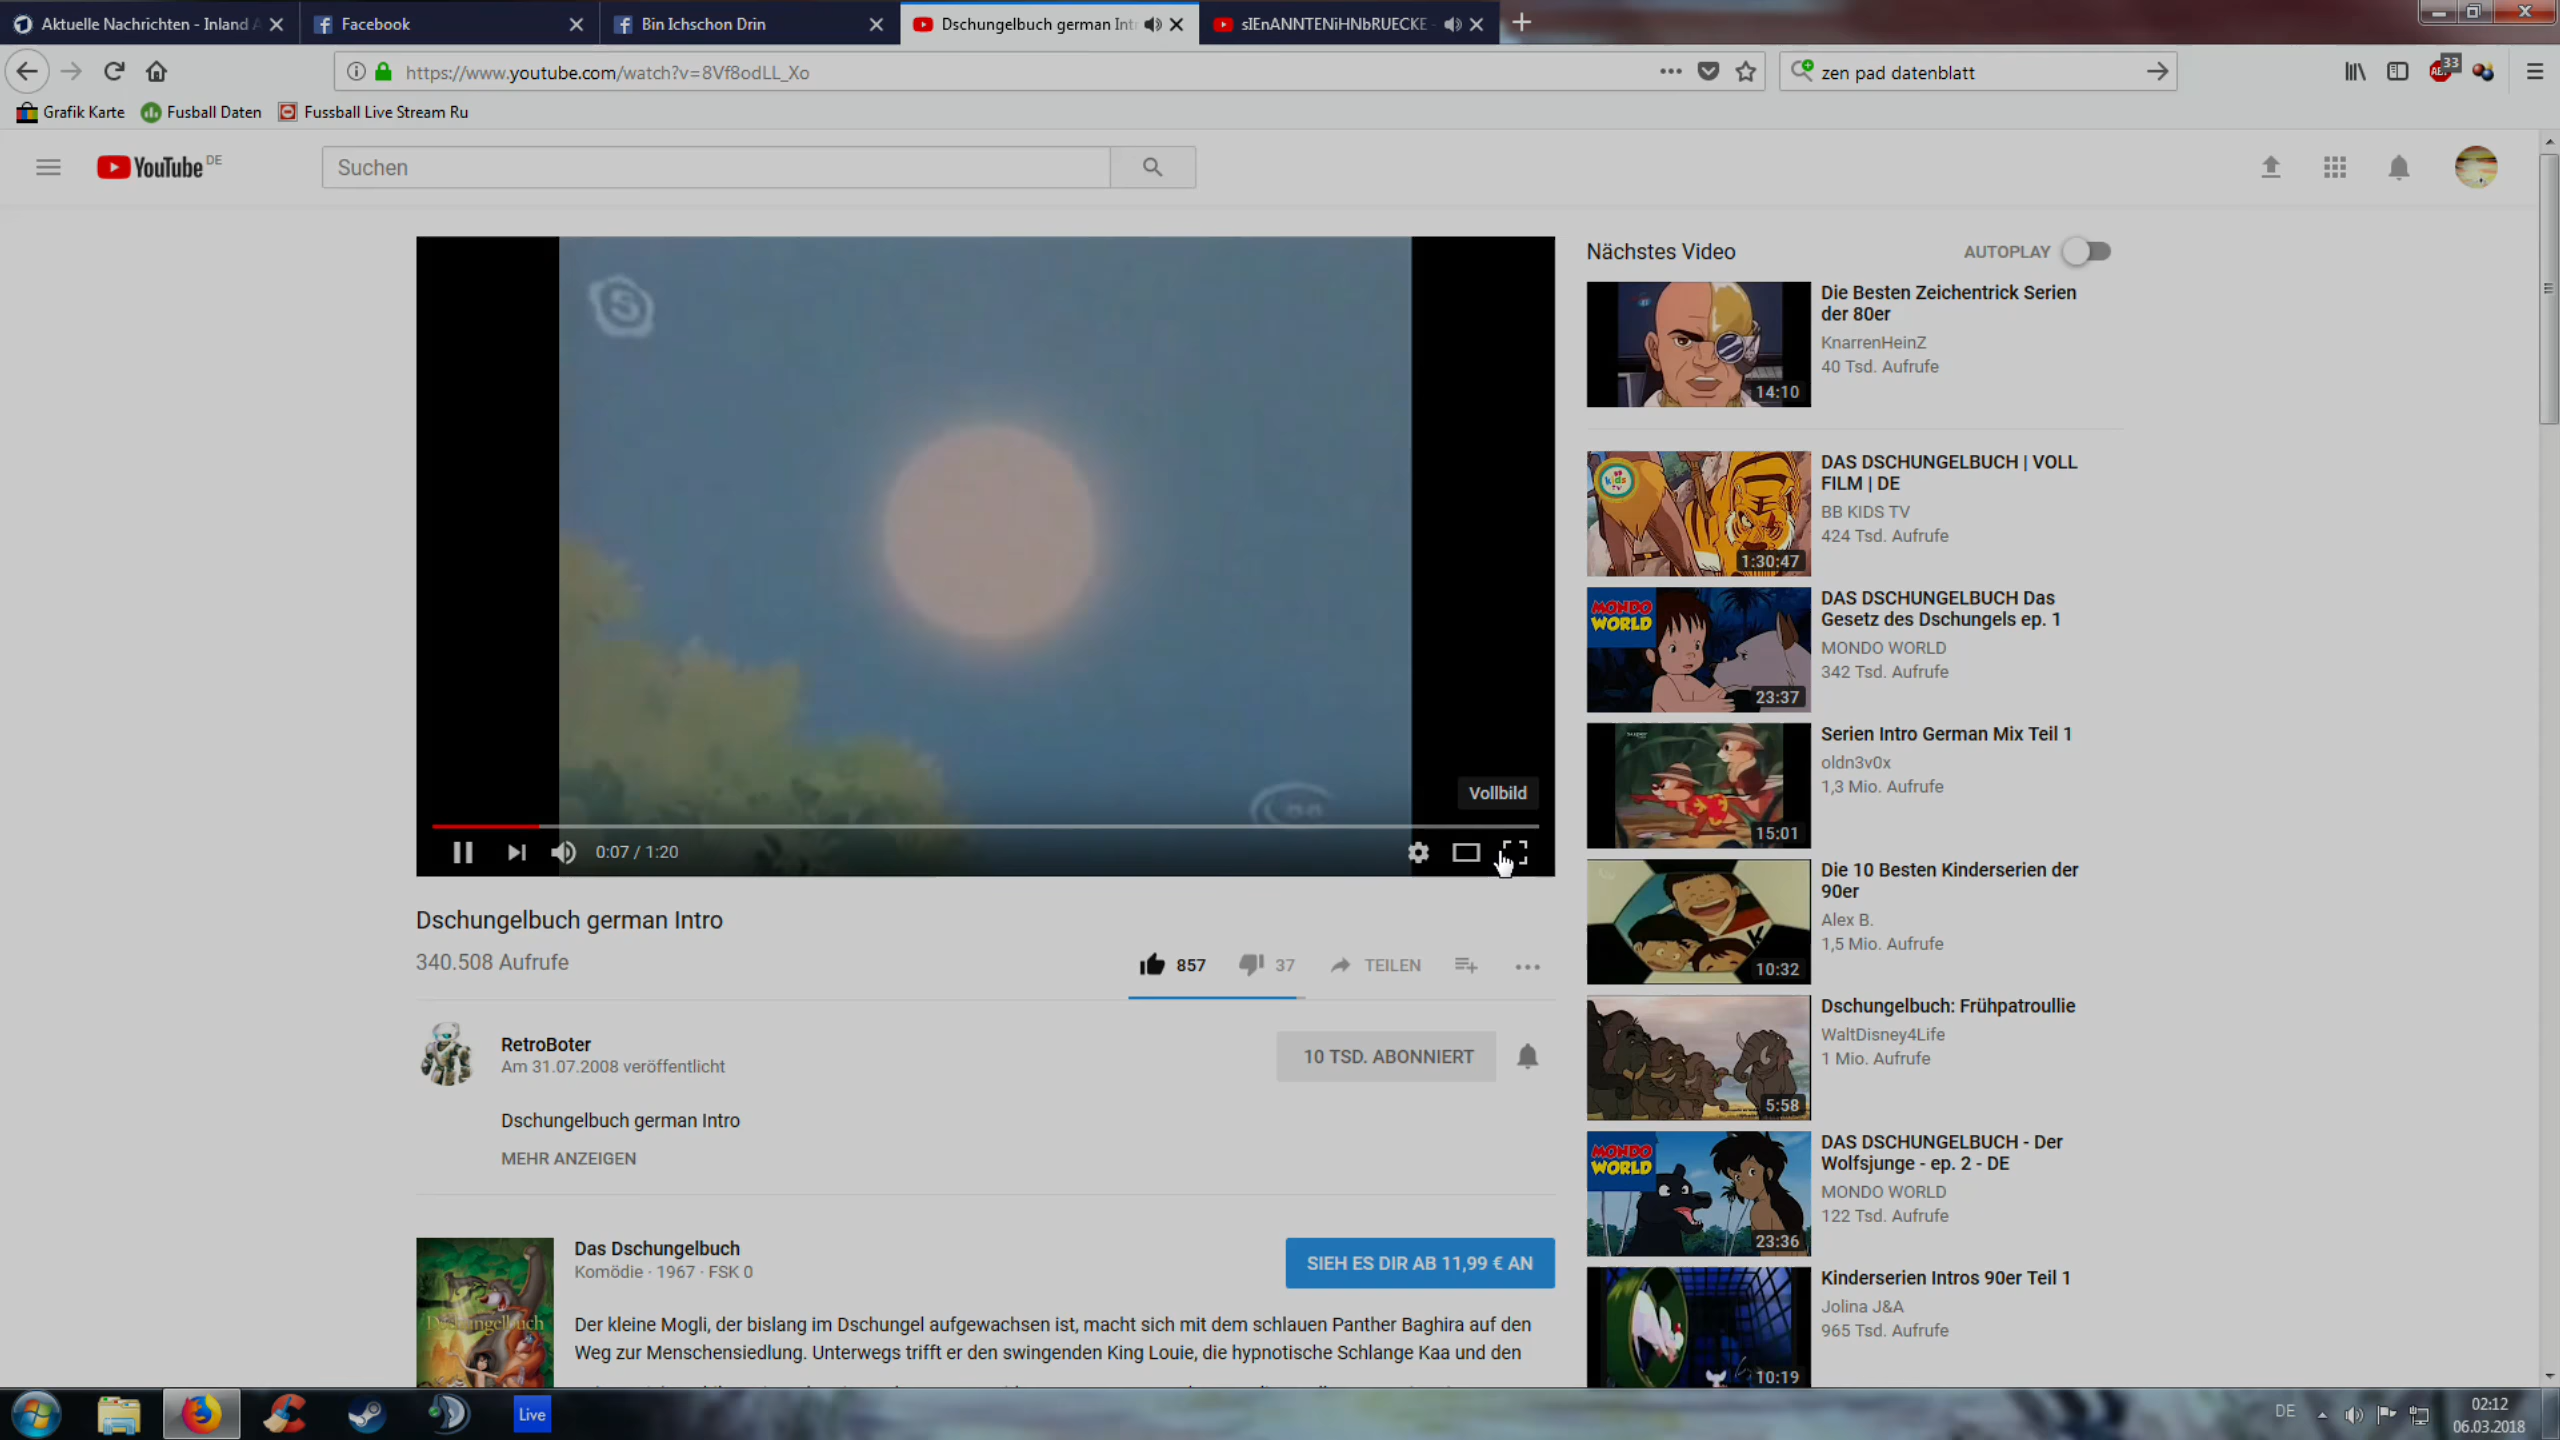 Aktuelle Nachrichten - Inland A
Facebook
Bin Ichschon Drin
Dschungelbuch german Int
sIEnANNTENiHNbRUECKE -
https://www.youtube.com/watch?v=8Vf8odLL_Xo
zen pad datenblatt
33
Grafik Karte
Fusball Daten
Fussball Live Stream Ru
YouTube DE
Suchen
S
Vollbild
0:07 / 1:20
Dschungelbuch german Intro
340.508 Aufrufe
857
37
TEILEN
RetroBoter
Am 31.07.2008 veröffentlicht
10 TSD. ABONNIERT
Dschungelbuch german Intro
MEHR ANZEIGEN
Das Dschungelbuch
Komödie · 1967 · FSK 0
SIEH ES DIR AB 11,99 € AN
Dschungelbuch
Der kleine Mogli, der bislang im Dschungel aufgewachsen ist, macht sich mit dem schlauen Panther Baghira auf den
Weg zur Menschensiedlung. Unterwegs trifft er den swingenden King Louie, die hypnotische Schlange Kaa und den
Nächstes Video
AUTOPLAY
Die Besten Zeichentrick Serien
der 80er
KnarrenHeinZ
40 Tsd. Aufrufe
14:10
DAS DSCHUNGELBUCH | VOLL
FILM | DE
BB KIDS TV
424 Tsd. Aufrufe
kids
1:30:47
DAS DSCHUNGELBUCH Das
Gesetz des Dschungels ep. 1
MONDO WORLD
342 Tsd. Aufrufe
MONDO
WORLD
23:37
Serien Intro German Mix Teil 1
oldn3v0x
1,3 Mio. Aufrufe
15:01
Die 10 Besten Kinderserien der
90er
Alex B.
1,5 Mio. Aufrufe
10:32
Dschungelbuch: Frühpatroullie
WaltDisney4Life
1 Mio. Aufrufe
5:58
DAS DSCHUNGELBUCH - Der
Wolfsjunge - ep. 2 - DE
MONDO WORLD
122 Tsd. Aufrufe
MONDO
WORLD
23:36
Kinderserien Intros 90er Teil 1
Jolina J&A
965 Tsd. Aufrufe
10:19
Live
DE
02:12
06.03.2018